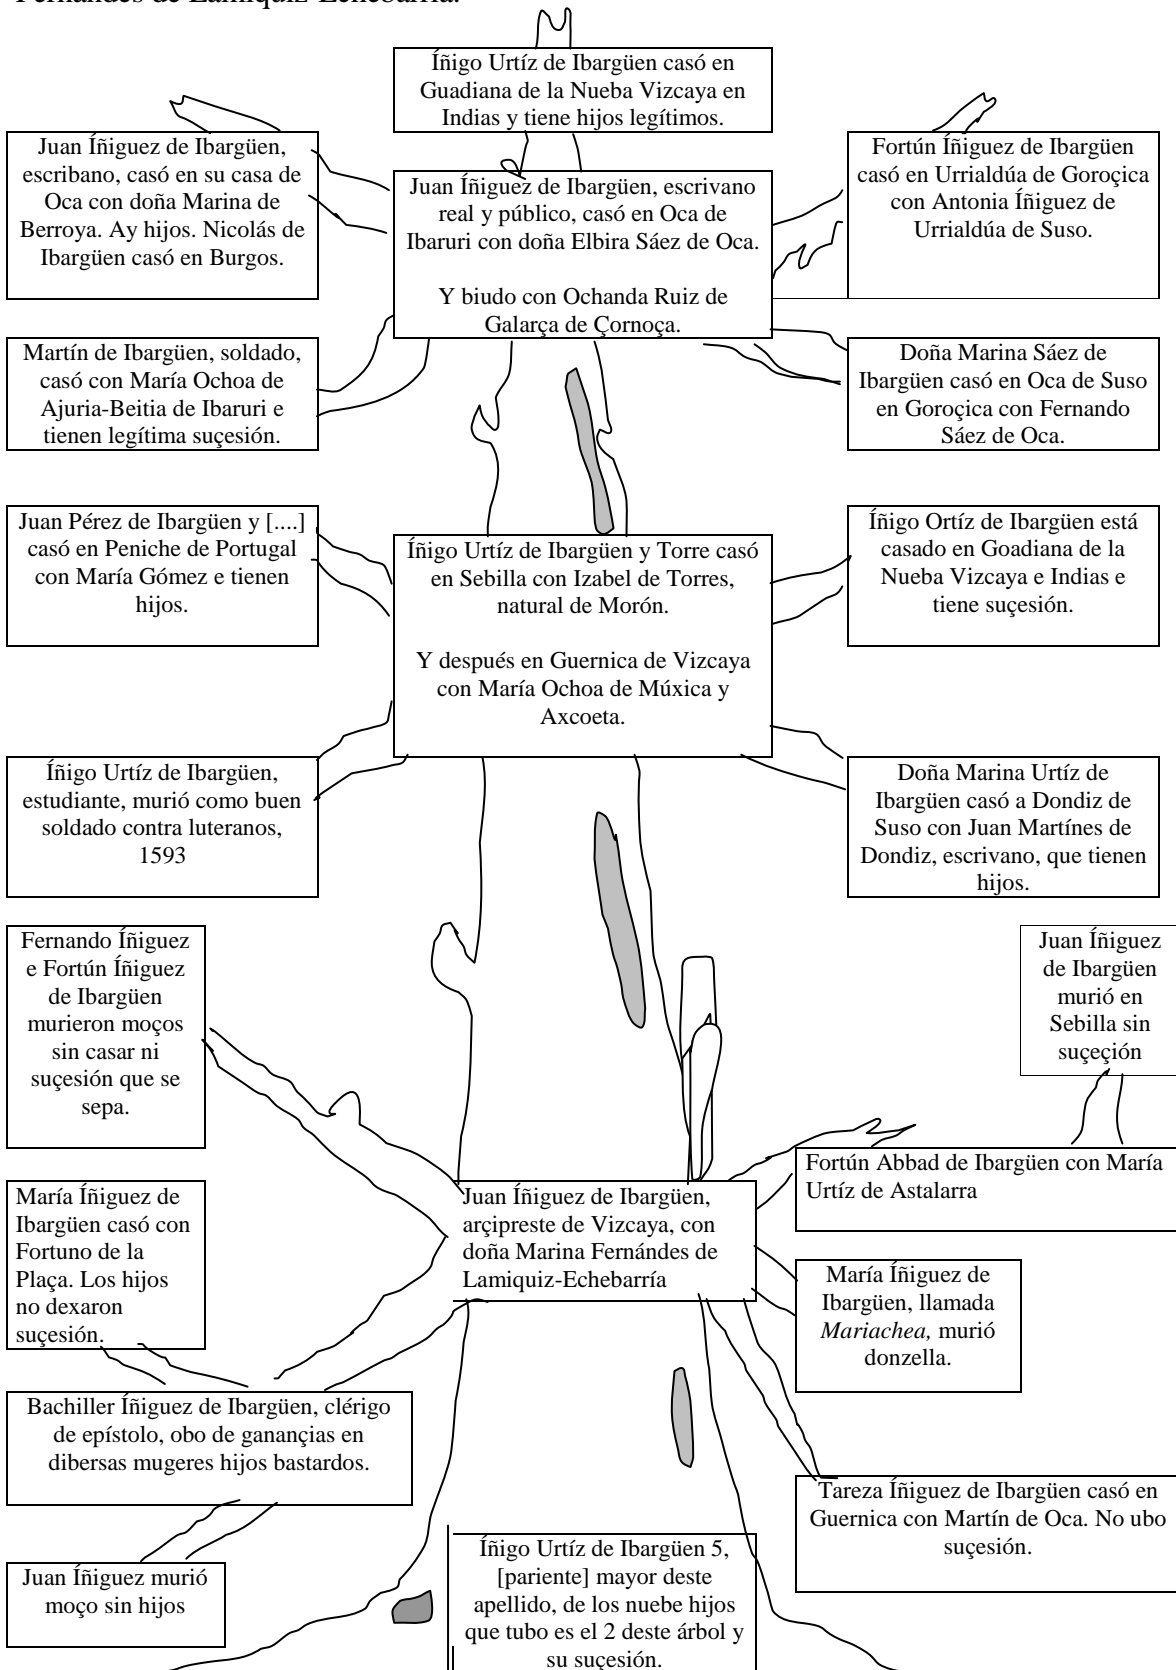 Fernándes de Lamiquiz-Echebarría.
Íñigo Urtíz de Ibargüen casó en
Guadiana de la Nueba Vizcaya en
Indias y tiene hijos legítimos.
Juan Íñiguez de Ibargüen,
escribano, casó en su casa de
Oca con doña Marina de
Berroya. Ay hijos. Nicolás de
Ibargüen casó en Burgos.
Juan Íñiguez de Ibargüen, escrivano
real y público, casó en Oca de
Ibaruri con doña Elbira Sáez de Oca.
Y biudo con Ochanda Ruiz de
Galarça de Çornoça.
Fortún Íñiguez de Ibargüen
casó en Urrialdúa de Goroçica
con Antonia Íñiguez de
Urrialdúa de Suso.
Martín de Ibargüen, soldado,
casó con María Ochoa de
Ajuria-Beitia de Ibaruri e
tienen legítima suçesión.
Doña Marina Sáez de
Ibargüen casó en Oca de Suso
en Goroçica con Fernando
Sáez de Oca.
Juan Pérez de Ibargüen y [....]
casó en Peniche de Portugal
con María Gómez e tienen
hijos.
Íñigo Urtíz de Ibargüen y Torre casó
en Sebilla con Izabel de Torres,
natural de Morón.
Y después en Guernica de Vizcaya
con María Ochoa de Múxica y
Axcoeta.
Íñigo Ortíz de Ibargüen está
casado en Goadiana de la
Nueba Vizcaya e Indias e
tiene suçesión.
Íñigo Urtíz de Ibargüen,
estudiante, murió como buen
soldado contra luteranos,
1593
Doña Marina Urtíz de
Ibargüen casó a Dondiz de
Suso con Juan Martínes de
Dondiz, escrivano, que tienen
hijos.
Fernando Íñiguez
e Fortún Íñiguez
de Ibargüen
murieron moços
sin casar ni
suçesión que se
sepa.
Juan Íñiguez
de Ibargüen
murió en
Sebilla sin
suçeçión
Fortún Abbad de Ibargüen con María
Urtíz de Astalarra
María Íñiguez de
Ibargüen casó con
Fortuno de la
Plaça. Los hijos
no dexaron
suçesión.
Juan Íñiguez de Ibargüen,
arçipreste de Vizcaya, con
doña Marina Fernándes de
Lamiquiz-Echebarría
María Íñiguez de
Ibargüen, llamada
Mariachea, murió
donzella.
Bachiller Íñiguez de Ibargüen, clérigo
de epístolo, obo deganançias en
dibersas mugeres hijos bastardos.
Tareza Íñiguez de Ibargüen casó en
Guernica con Martín de Oca. No ubo
suçesión.
Juan Íñiguez murió
moço sin hijos
Íñigo Urtíz de Ibargüen 5,
[pariente] mayor deste
apellido, de los nuebe hijos
que tubo es el 2 deste árbol y
su suçesión.